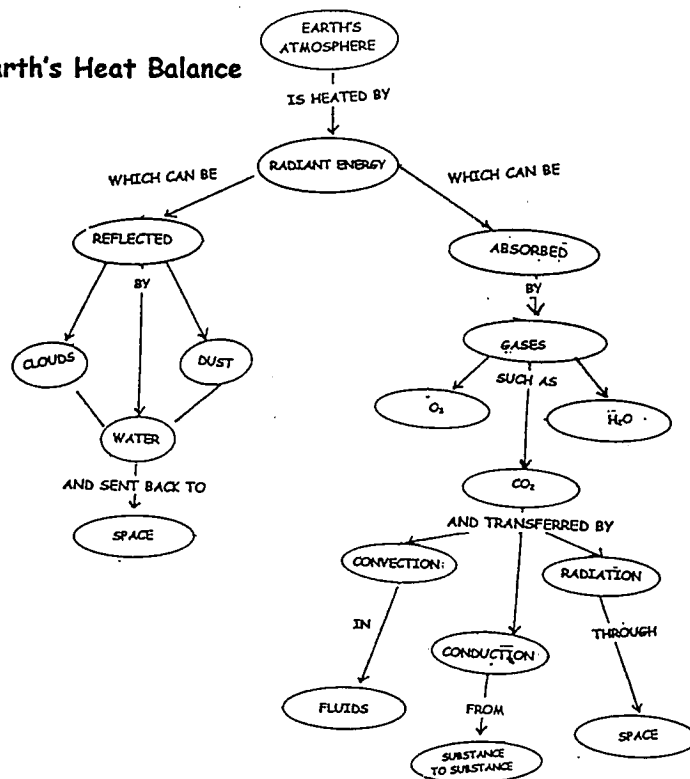 EARTH'S
ATMOSPHERE
arth's Heat Balance
IS HEATED BY
RADIANT ENERGY
WHICH CAN BE
WHICH CAN BE
REFLECTED
ABSORBED
BY
BY
GASES
CLOUDS
DUST
SUCH AS
H₂O
WATER
CO₂
AND SENT BACK TO
AND TRANSFERRED BY
SPACE
CONVECTION:
RADIATION
IN
THROUGH
CONDUCTION
FLUIDS
FROM
SPACE
SUBSTANCE
TO SUBSTANCE